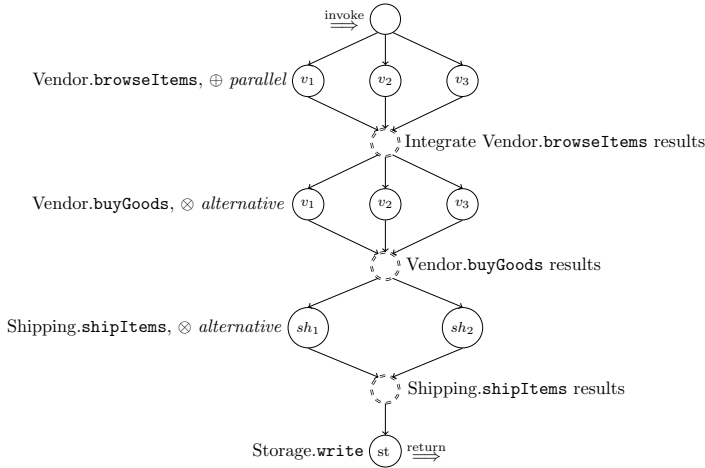 invoke
Vendor.browseItems, ⊕ parallel v₁ v₂ v₃
Integrate Vendor.browseItems results
Vendor.buyGoods, ⊗ alternative v₁ v₂ v₃
Vendor.buyGoods results
Shipping.shipItems, ⊗ alternative sh₁ sh₂
Shipping.shipItems results
Storage.write st return